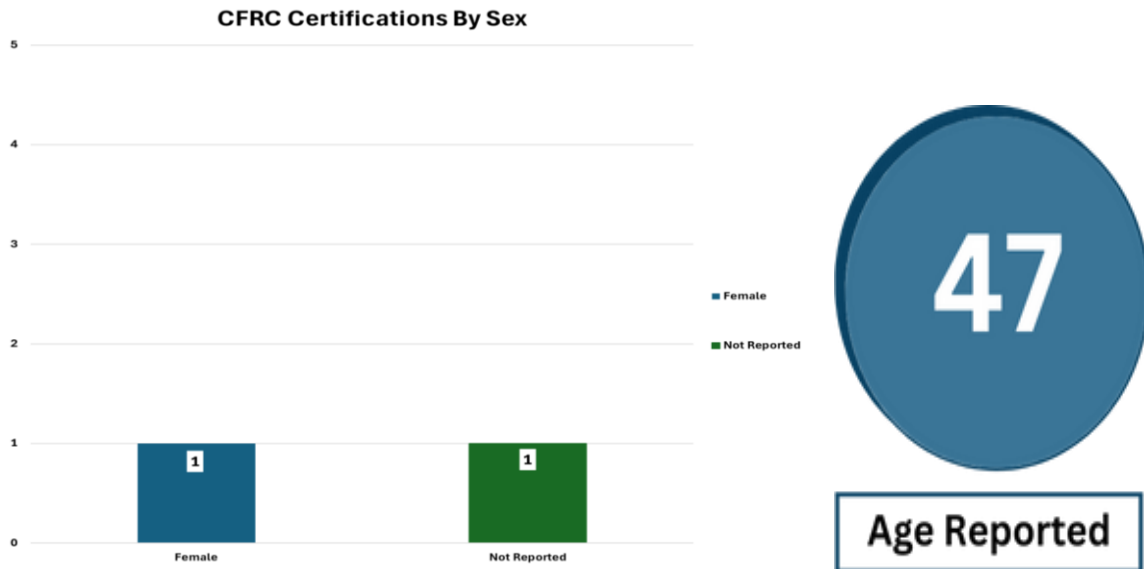 CFRC Certifications By Sex
5
4
3
2
1
0
1
1
Female
Not Reported
Female
Not Reported
47
Age Reported